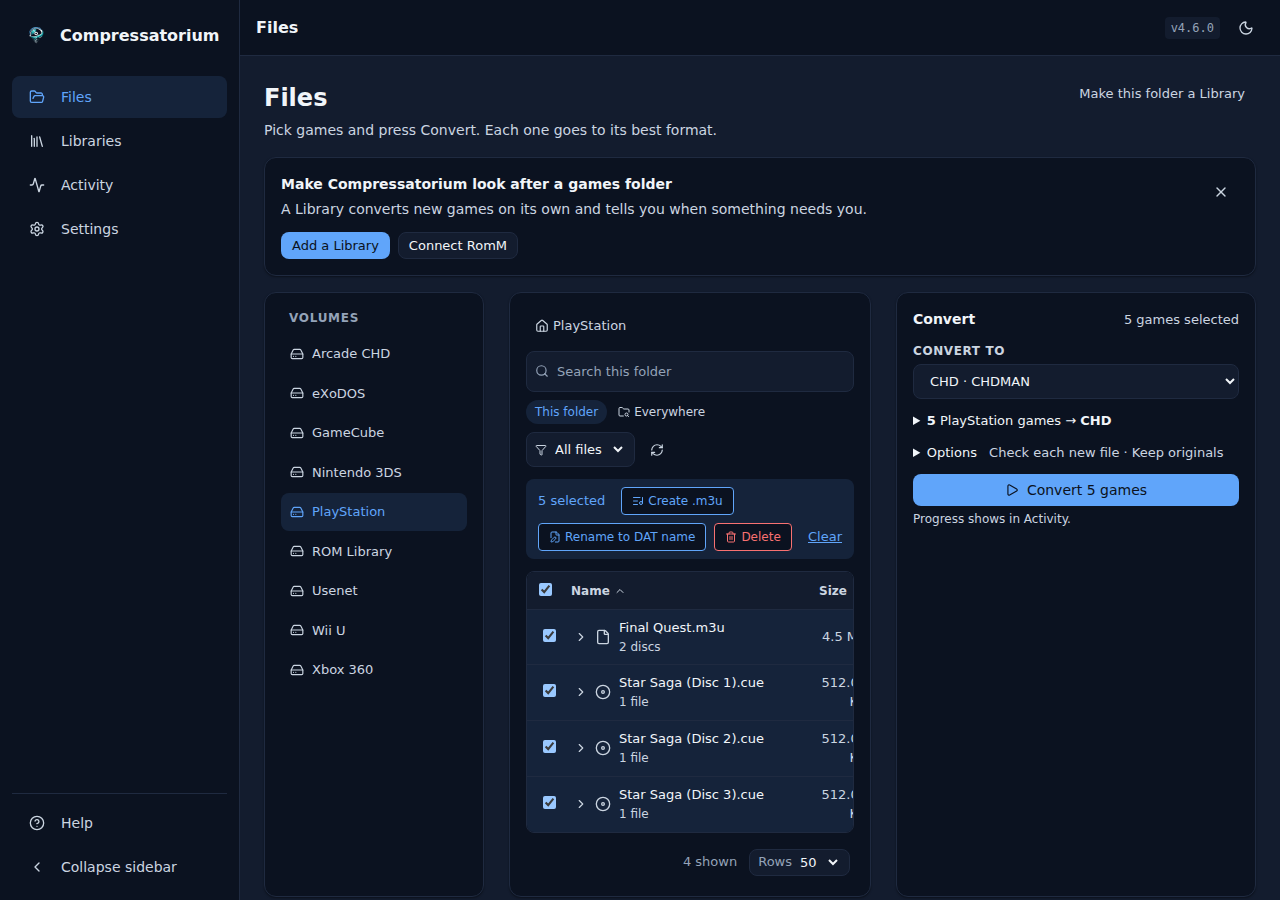 Compressatorium
Files
Libraries
Activity
Settings
Help
Collapse sidebar
Files
v4.6.0
Files
Make this folder a Library
Pick games and press Convert. Each one goes to its best format.
Make Compressatorium look after a games folder
A Library converts new games on its own and tells you when something needs you.
Add a Library
Connect RomM
VOLUMES
Arcade CHD
eXoDOS
GameCube
Nintendo 3DS
PlayStation
ROM Library
Usenet
Wii U
Xbox 360
PlayStation
Search this folder
This folder
Everywhere
All files
5 selected
Create .m3u
Rename to DAT name
Delete
Clear
Name
Size
Final Quest.m3u
4.5
2 discs
Star Saga (Disc 1).cue
1 file
Star Saga (Disc 2).cue
1 file
Star Saga (Disc 3).cue
1 file
4 shown
Rows 50
Convert
5 games selected
CONVERT TO
CHD · CHDMAN
5 PlayStation games → CHD
Options Check each new file · Keep originals
Convert 5 games
Progress shows in Activity.